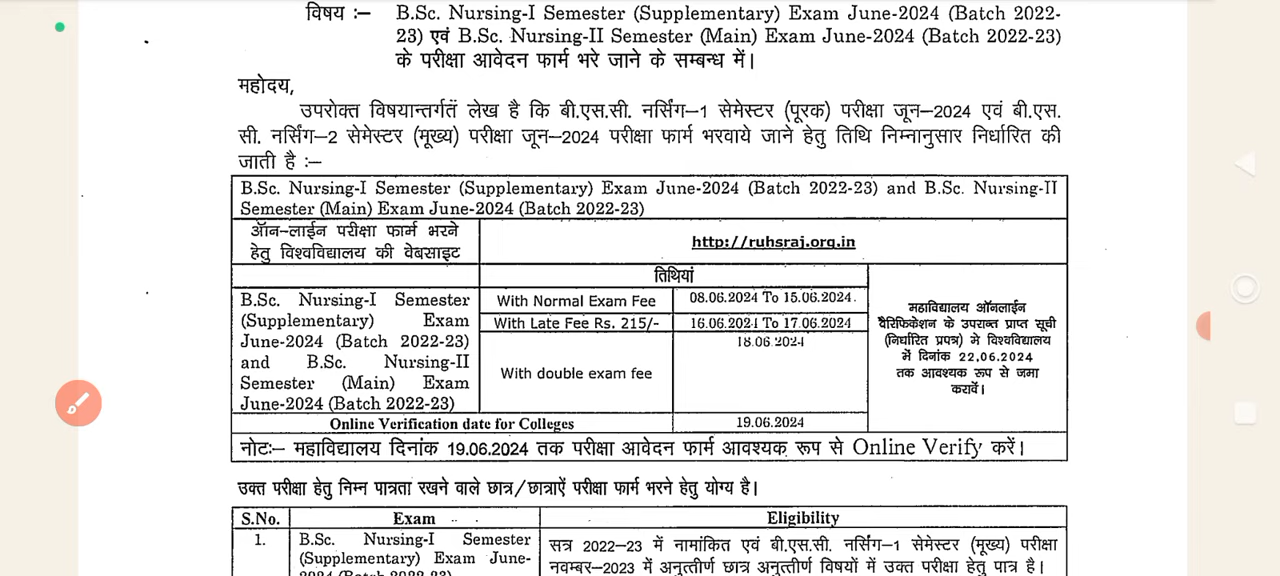 विषय :– B.Sc. Nursing-I Semester (Supplementary) Exam June-2024 (Batch 2022-
23) एवं B.Sc. Nursing-II Semester (Main) Exam June-2024 (Batch 2022-23)
के परीक्षा आवेदन फार्म भरे जाने के सम्बन्ध में।
महोदय,
उपरोक्त विषयान्तर्गत लेख है कि बी.एस.सी. नर्सिंग–1 सेमेस्टर (पूरक) परीक्षा जून–2024 एवं बी.एस.
सी. नर्सिंग–2 सेमेस्टर (मूख्य) परीक्षा जून–2024 परीक्षा फार्म भरवाये जाने हेतु तिथि निम्नानुसार निर्धारित की
जाती है :–
B.Sc. Nursing-I Semester (Supplementary) Exam June-2024 (Batch 2022-23) and B.Sc. Nursing-II
Semester (Main) Exam June-2024 (Batch 2022-23)
ऑन–लाईन परीक्षा फार्म भरने
हेतु विश्वविद्यालय की वेबसाइट
http://ruhsraj.org.in
तिथियां
B.Sc. Nursing-I Semester
(Supplementary) Exam
June-2024 (Batch 2022-23)
and B.Sc. Nursing-II
Semester (Main) Exam
June-2024 (Batch 2022-23)
With Normal Exam Fee 08.06.2024 To 15.06.2024.
With Late Fee Rs. 215/- 16.06.2024 To 17.06.2024
With double exam fee 18.06.2024
महाविद्यालय ऑनलाईन
वैरिफिकेशन के उपरान्त प्राप्त सूची
(निर्धारित प्रपत्र) मे विश्वविद्यालय
में दिनांक 22.06.2024
तक आवश्यक रूप से जमा
करावें।
Online Verification date for Colleges 19.06.2024
नोटः– महाविद्यालय दिनांक 19.06.2024 तक परीक्षा आवेदन फार्म आवश्यक रूप से Online Verify करें।
उक्त परीक्षा हेतु निम्न पात्रता रखने वाले छात्र/छात्राऐं परीक्षा फार्म भरने हेतु योग्य है।
S.No. Exam Eligibility
1. B.Sc. Nursing-I Semester
(Supplementary) Exam June-
2024 (Batch 2022-23)
सत्र 2022–23 में नामांकित एवं बी.एस.सी. नर्सिंग–1 सेमेस्टर (मूख्य) परीक्षा
नवम्बर–2023 में अनुत्तीर्ण छात्र अनुत्तीर्ण विषयों में उक्त परीक्षा हेतु पात्र है।